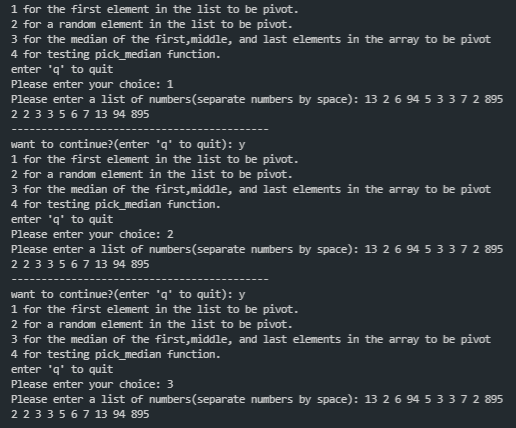 1 for the first element in the list to be pivot.
2 for a random element in the list to be pivot.
3 for the median of the first,middle, and last elements in the array to be pivot
4 for testing pick_median function.
enter 'q' to quit
Please enter your choice: 1
Please enter a list of numbers(separate numbers by space): 13 2 6 94 5 3 3 7 2 895
2 2 3 3 5 6 7 13 94 895
-------------------------------------------
want to continue?(enter 'q' to quit): y
1 for the first element in the list to be pivot.
2 for a random element in the list to be pivot.
3 for the median of the first,middle, and last elements in the array to be pivot
4 for testing pick_median function.
enter 'q' to quit
Please enter your choice: 2
Please enter a list of numbers(separate numbers by space): 13 2 6 94 5 3 3 7 2 895
2 2 3 3 5 6 7 13 94 895
-------------------------------------------
want to continue?(enter 'q' to quit): y
1 for the first element in the list to be pivot.
2 for a random element in the list to be pivot.
3 for the median of the first,middle, and last elements in the array to be pivot
4 for testing pick_median function.
enter 'q' to quit
Please enter your choice: 3
Please enter a list of numbers(separate numbers by space): 13 2 6 94 5 3 3 7 2 895
2 2 3 3 5 6 7 13 94 895